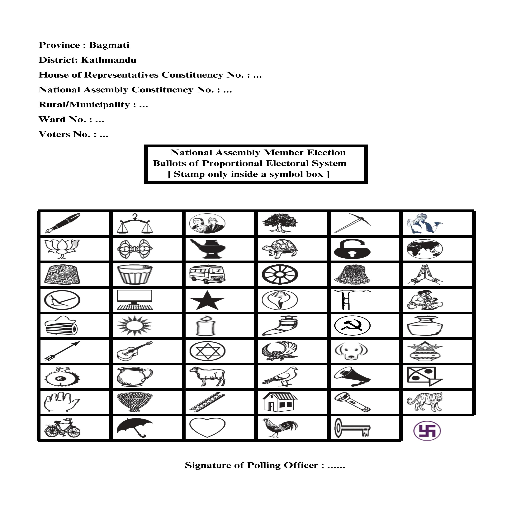 Province : Bagmati
District: Kathmandu
House of Representatives Constituency No. : ...
National Assembly Constituency No. : ...
Rural/Municipality : ...
Ward No. : ...
Voters No. : ...
National Assembly Member Election
Ballots of Proportional Electoral System
[ Stamp only inside a symbol box ]
Signature of Polling Officer : ......